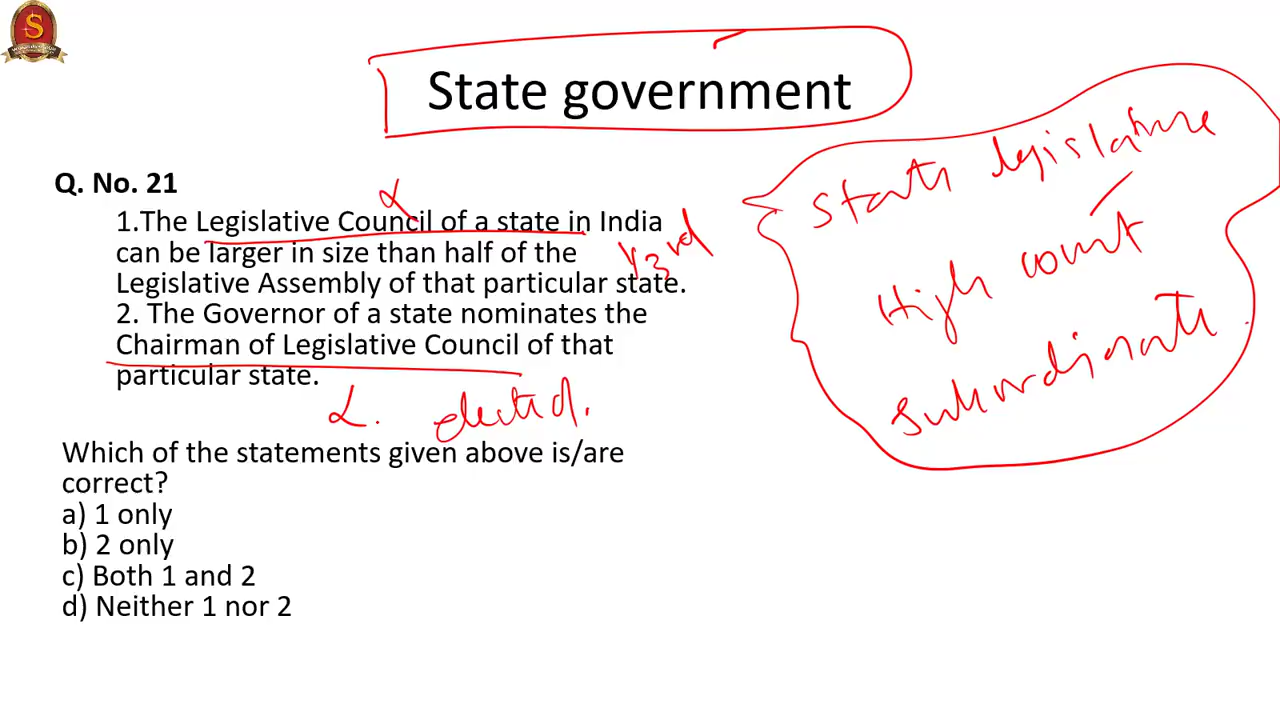 State government
Q. No. 21
1.The Legislative Council of a state in India
can be larger in size than half of the
Legislative Assembly of that particular state.
1/3rd
2. The Governor of a state nominates the
Chairman of Legislative Council of that
particular state.
elected.
Which of the statements given above is/are
correct?
a) 1 only
b) 2 only
c) Both 1 and 2
d) Neither 1 nor 2
State legislature
High court
subordinate